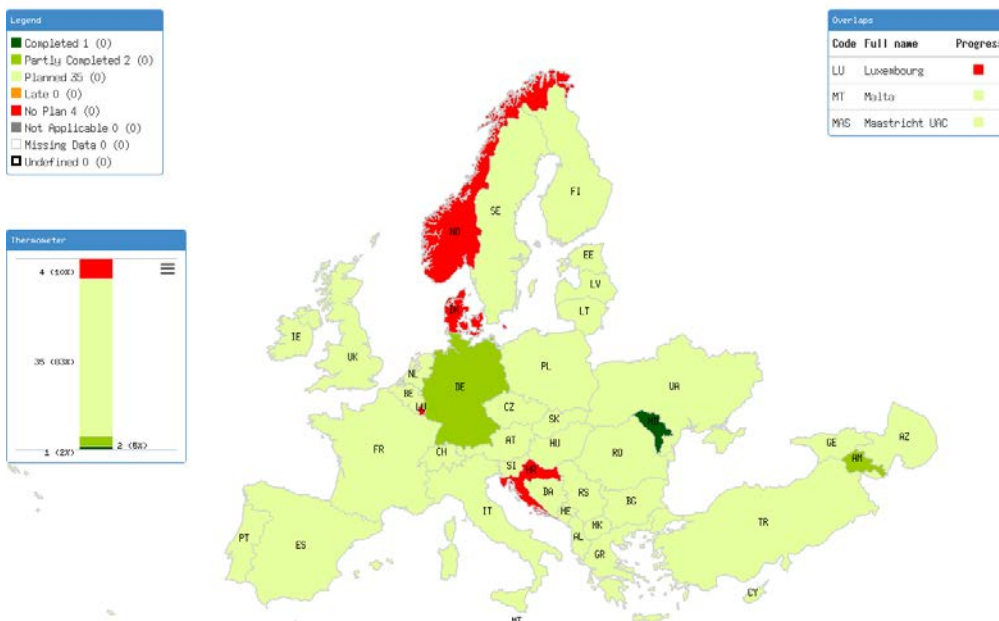 Legend
Completed 1 (0)
Partly Completed 2 (0)
Planned 35 (0)
Late 0 (0)
No Plan 4 (0)
Not Applicable 0 (0)
Missing Data 0 (0)
Undefined 0 (0)
Overlaps
Code Full name Progress
LU Luxembourg
MT Malta
MAS Maastricht UAC
Thermometer
4 (10%)
35 (83%)
2 (5%)
1 (2%)
NO
SE
FI
EE
LV
LT
DK
IE
UK
NL
BE
LU
DE
PL
CZ
SK
UA
MD
FR
CH
AT
HU
RO
SI
HR
BA
RS
BG
IT
ME
MK
AL
GR
PT
ES
TR
GE
AZ
AM
CY
MT